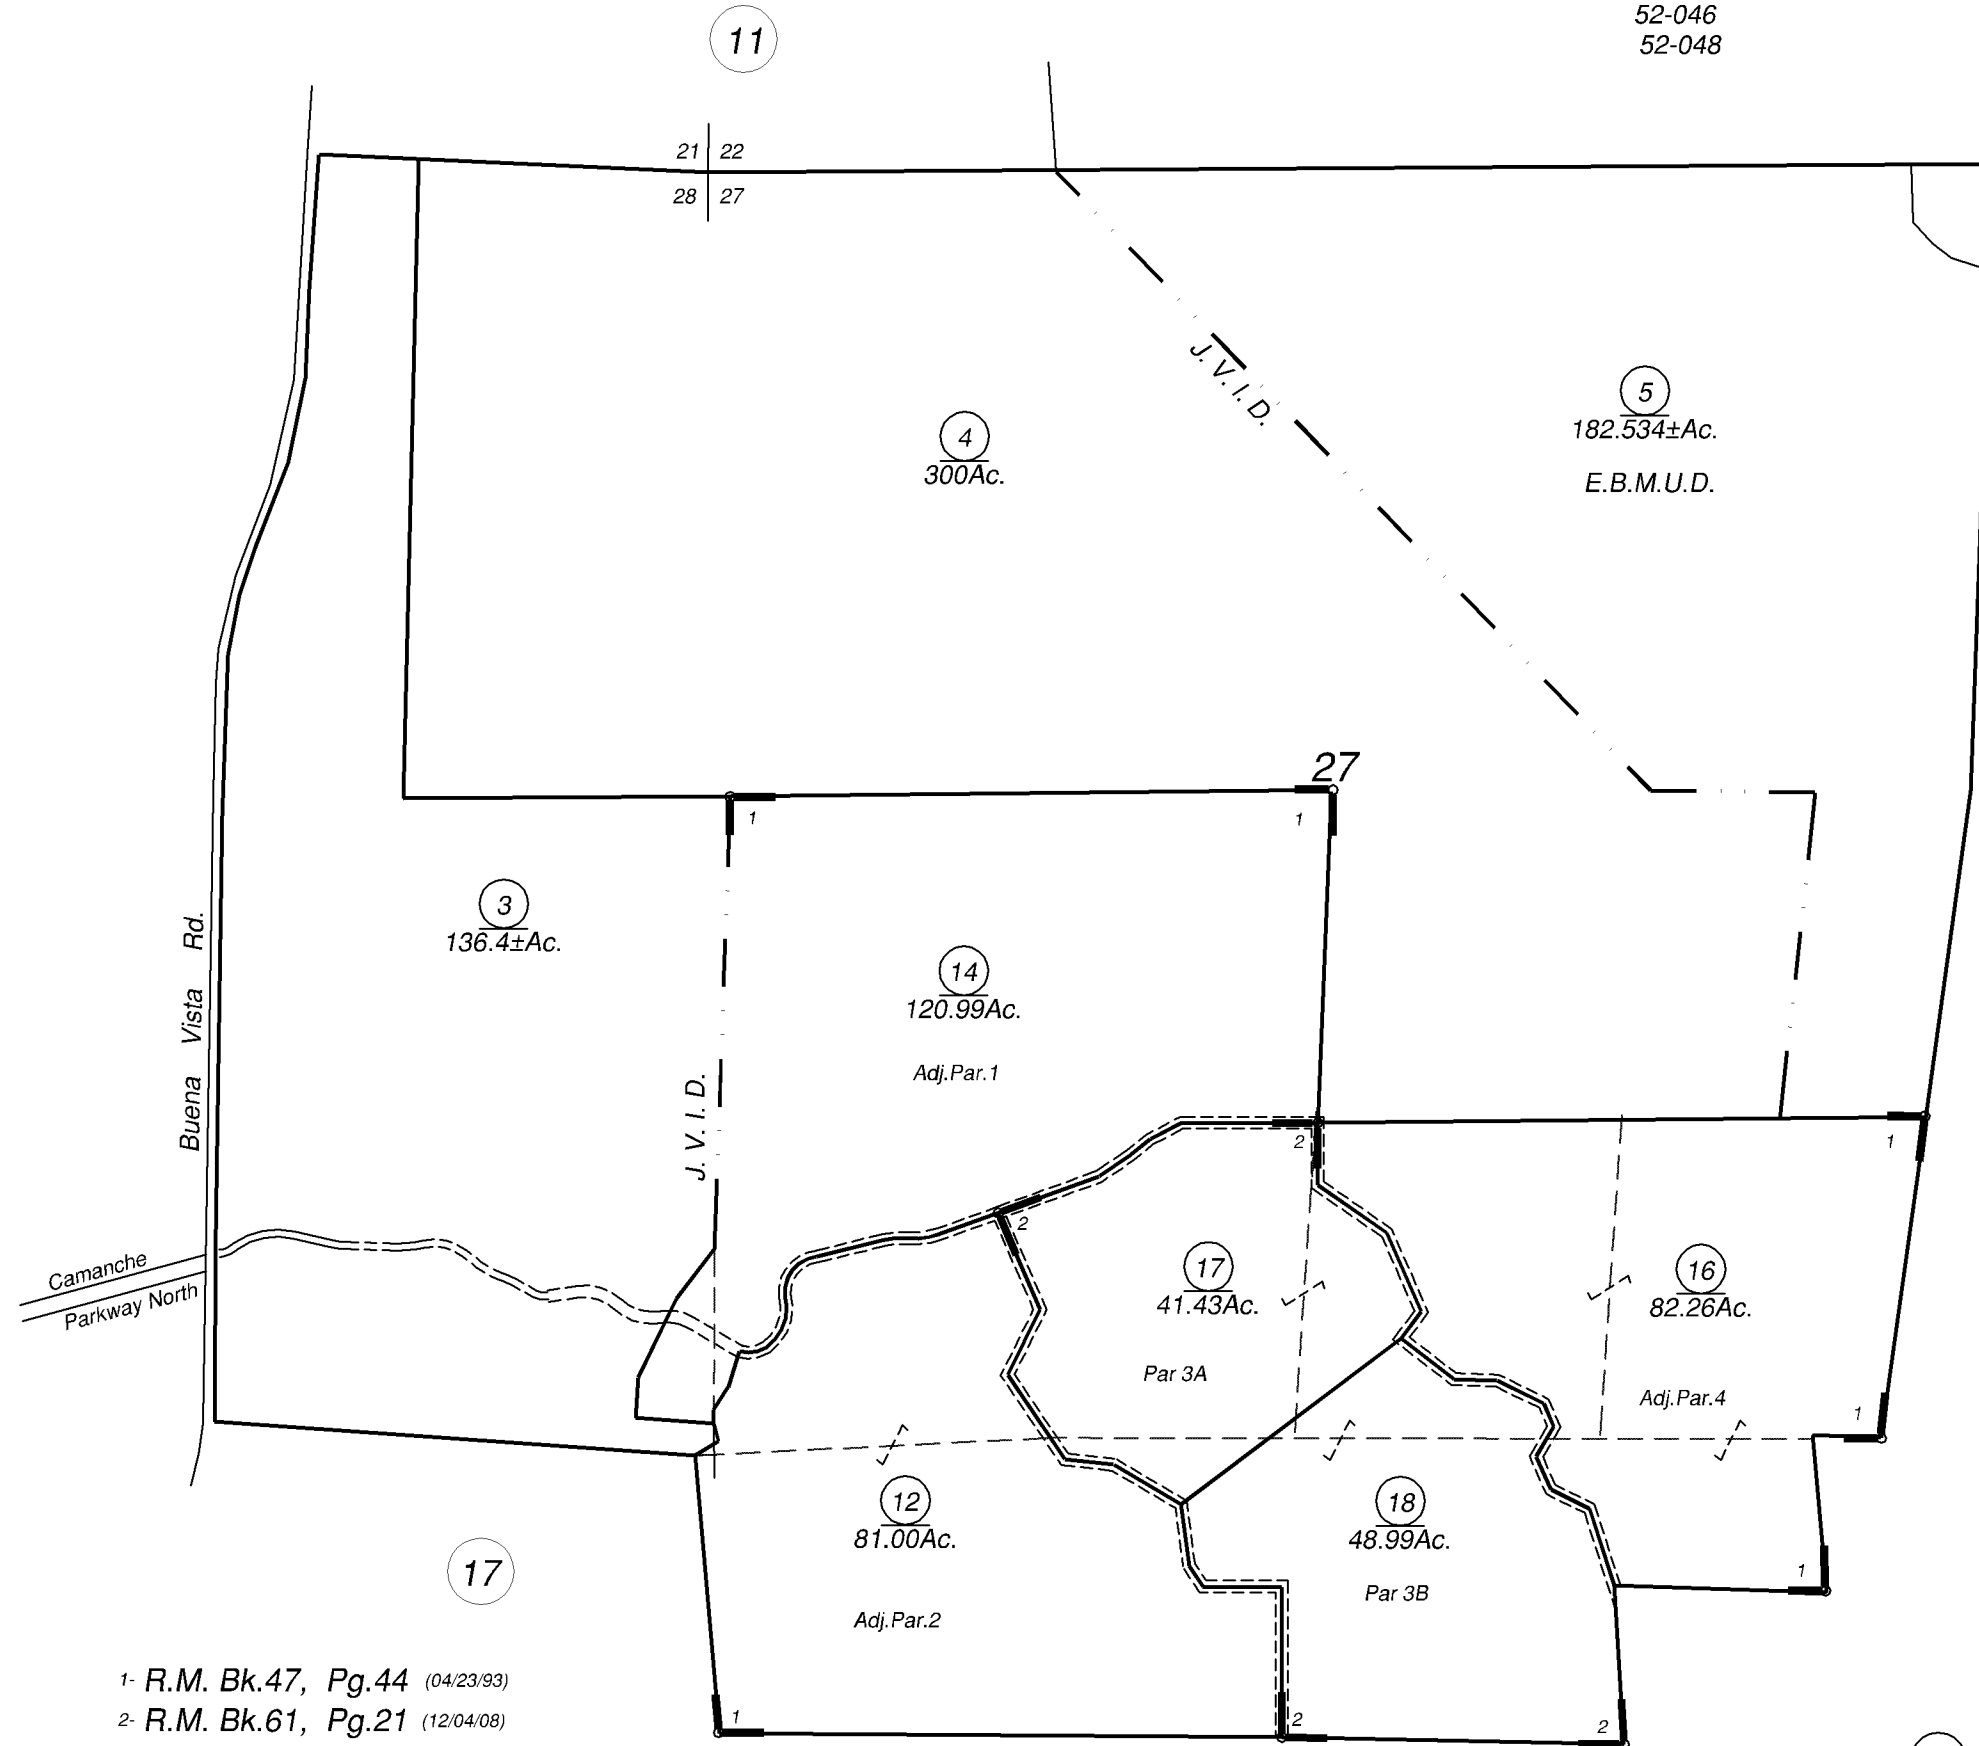 11
52-046
52-048
21 22
28 27
J. V. I. D.
5
182.534±Ac.
E.B.M.U.D.
4
300Ac.
27
1
1
3
136.4±Ac.
14
120.99Ac.
Adj.Par.1
Buena Vista Rd.
J. V. I. D.
2
1
2
Camanche
Parkway North
17
41.43Ac.
Par 3A
16
82.26Ac.
Adj.Par.4
1
12
81.00Ac.
Adj.Par.2
18
48.99Ac.
Par 3B
1
17
1- R.M. Bk.47, Pg.44 (04/23/93)
2- R.M. Bk.61, Pg.21 (12/04/08)
1
2
2